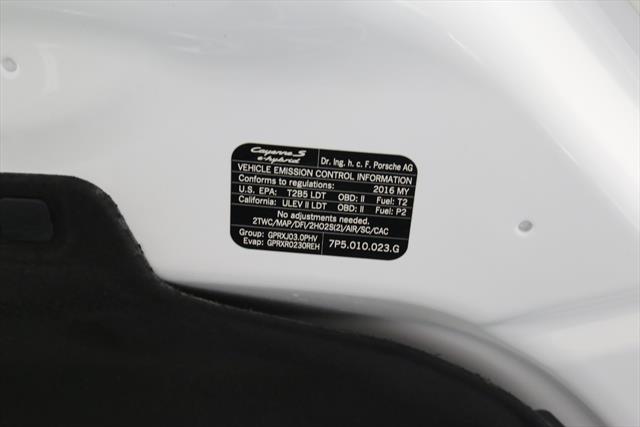 Cayenne S
e-hybrid
Dr. Ing. h. c. F. Porsche AG
VEHICLE EMISSION CONTROL INFORMATION
Conforms to regulations: 2016 MY
U.S. EPA: T2B5 LDT OBD: II Fuel: T2
California: ULEV II LDT OBD: II Fuel: P2
No adjustments needed.
2TWC/MAP/DFI/2HO2S(2)/AIR/SC/CAC
Group: GPRXJ03.0PHV
Evap: GPRXR0230REH
7P5.010.023.G